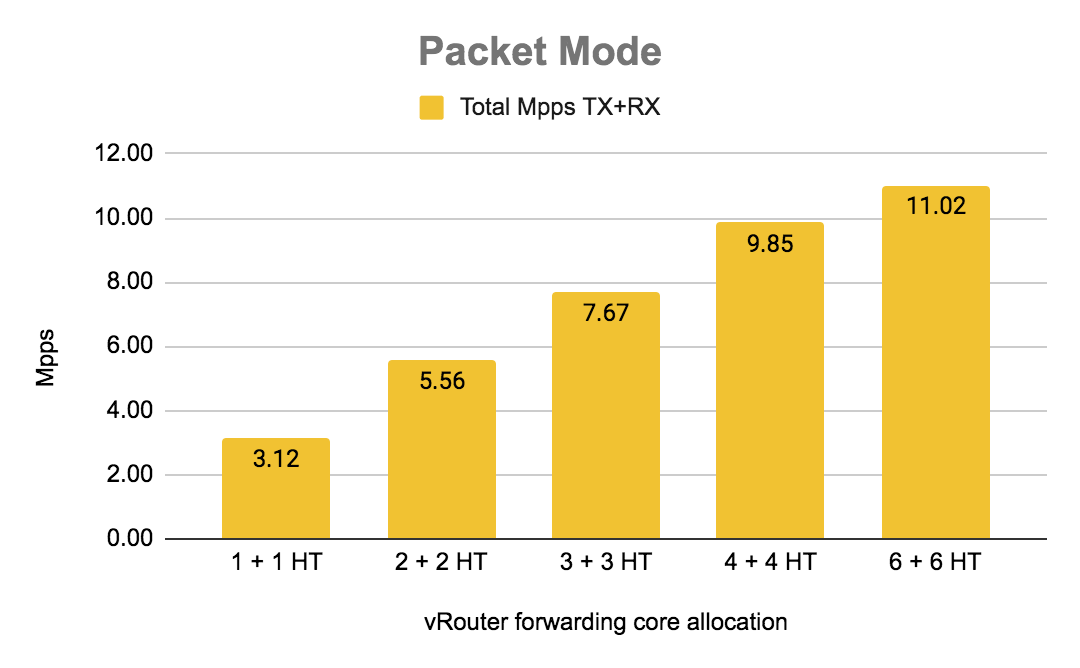 Packet Mode
Total Mpps TX+RX
12.00
10.00
8.00
6.00
4.00
2.00
0.00
Mpps
3.12
5.56
7.67
9.85
11.02
1 + 1 HT
2 + 2 HT
3 + 3 HT
4 + 4 HT
6 + 6 HT
vRouter forwarding core allocation